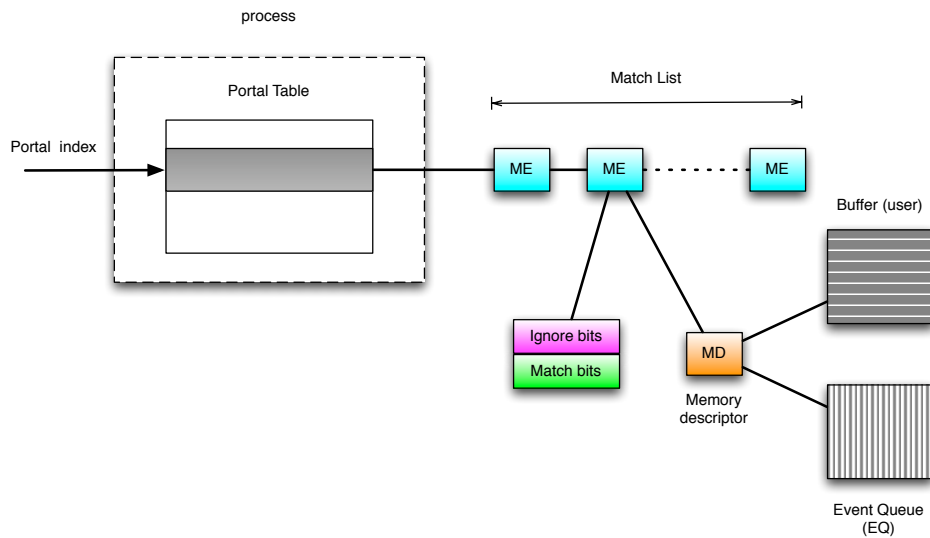 process
Match List
Portal Table
Portal index
ME
ME
ME
Buffer (user)
Ignore bits
Match bits
MD
Memory
descriptor
Event Queue
(EQ)